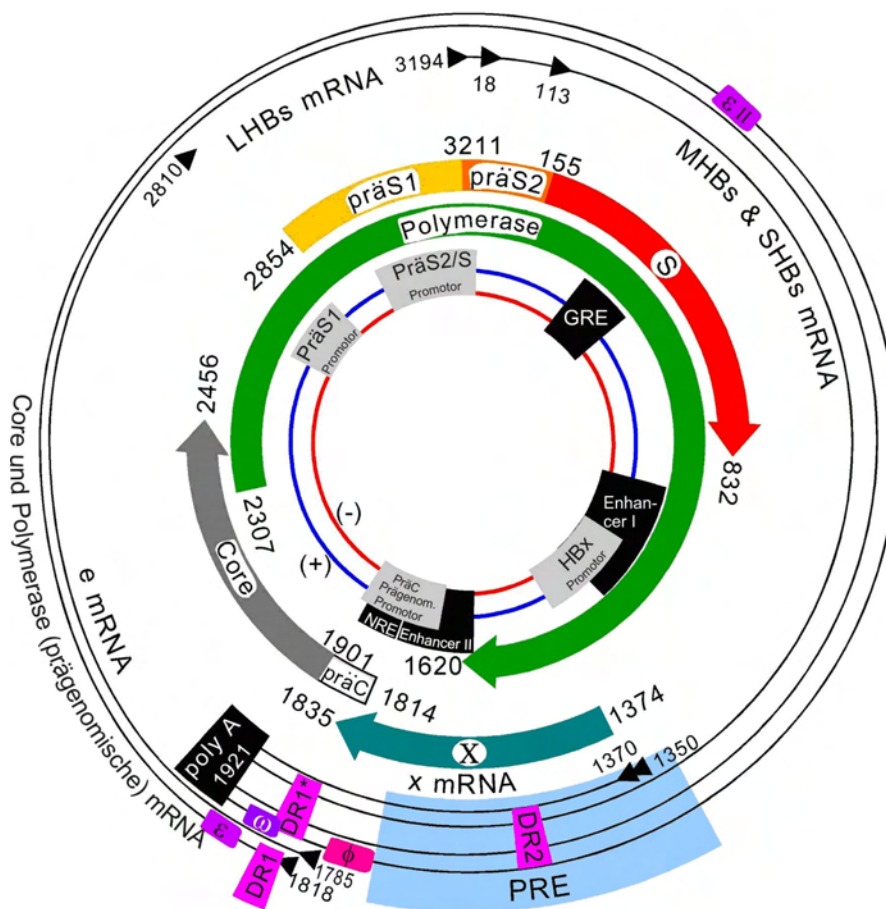 3194
18
113
LHBs mRNA
2810
ε II
MHBs & SHBs mRNA
3211
155
präS1
präS2
S
2854
Polymerase
832
PräS2/S
Promotor
PräS1
Promotor
GRE
2456
2307
Core
(-)
(+)
Enhan-
cer I
HBx
Promotor
PräC
Prägenom.
Promotor
NRE
Enhancer II
1620
1901
präC
1835
1814
1374
X
x mRNA
1370
1350
e mRNA
Core und Polymerase (prägenomische) mRNA
poly A
1921
DR1*
ω
ε
DR1
1818
1785
ϕ
DR2
PRE